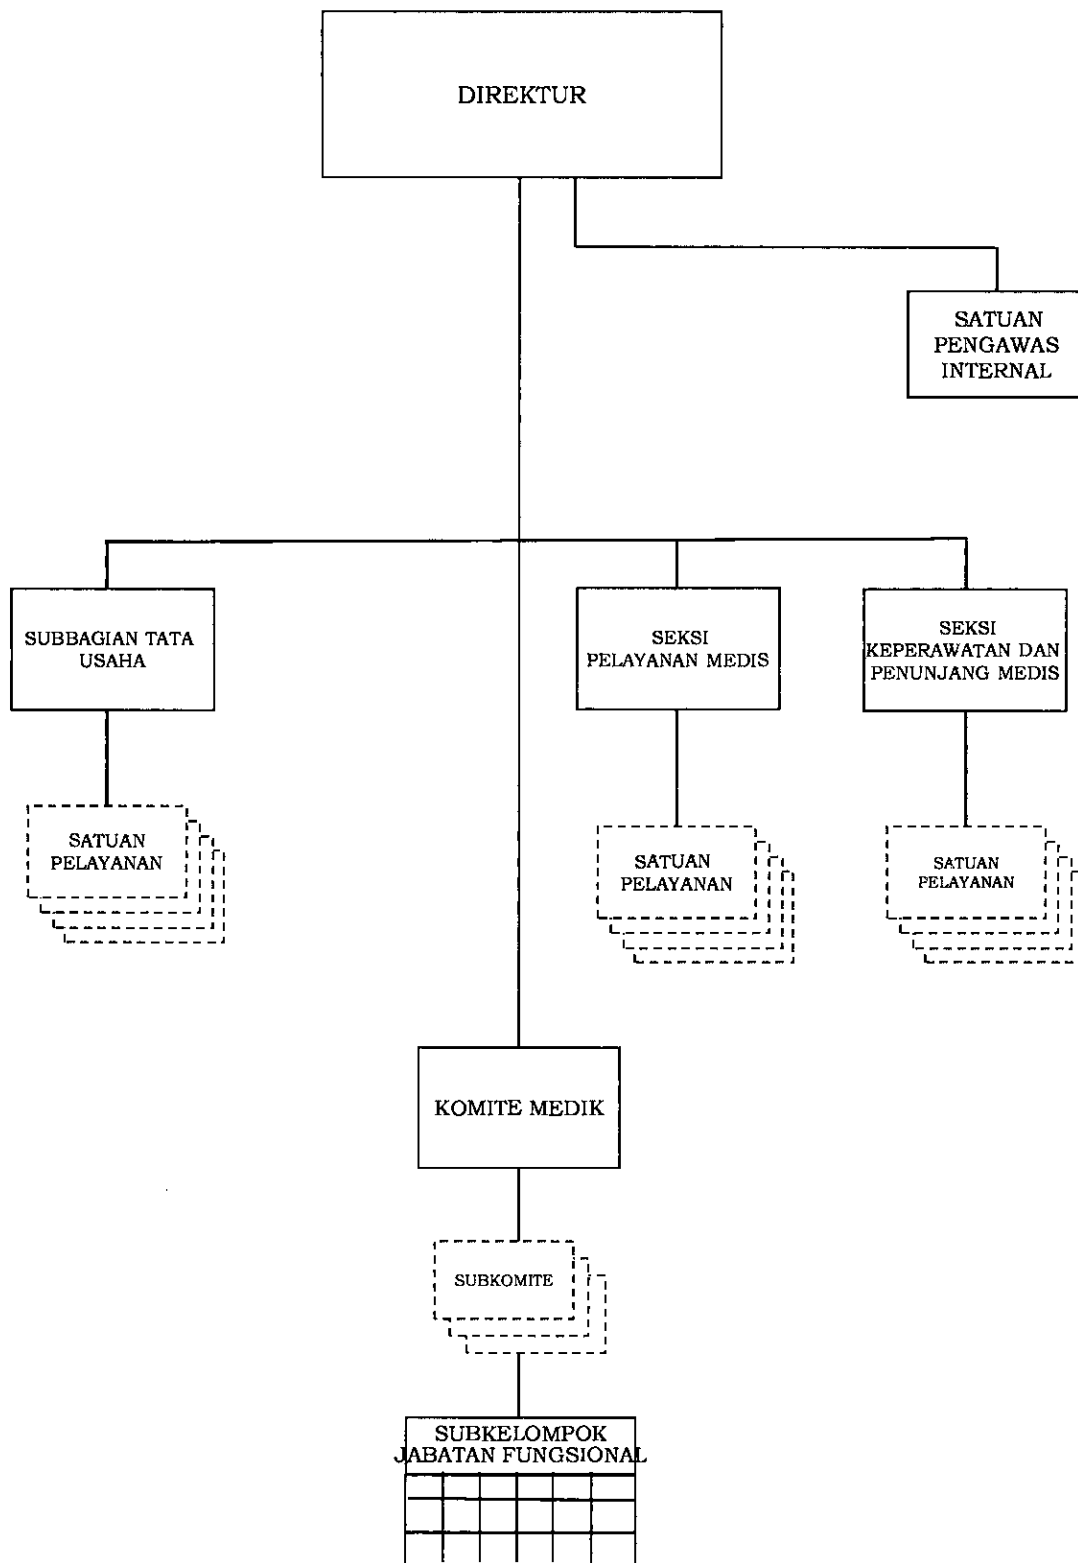 DIREKTUR
SATUAN
PENGAWAS
INTERNAL
SUBBAGIAN TATA
USAHA
SEKSI
PELAYANAN MEDIS
SEKSI
KEPERAWATAN DAN
PENUNJANG MEDIS
SATUAN
PELAYANAN
SATUAN
PELAYANAN
SATUAN
PELAYANAN
KOMITE MEDIK
SUBKOMITE
SUBKELOMPOK
JABATAN FUNGSIONAL